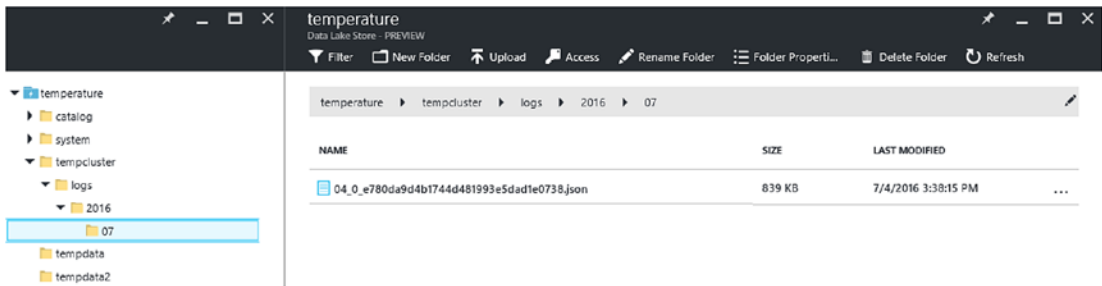 temperature
Data Lake Store - PREVIEW
Filter New Folder Upload Access Rename Folder Folder Properti... Delete Folder Refresh
temperature
catalog
system
tempcluster
logs
2016
07
tempdata
tempdata2
temperature tempcluster logs 2016 07
NAME SIZE LAST MODIFIED
04_0_e780da9d4b1744d481993e5dad1e0738.json 839 KB 7/4/2016 3:38:15 PM ...